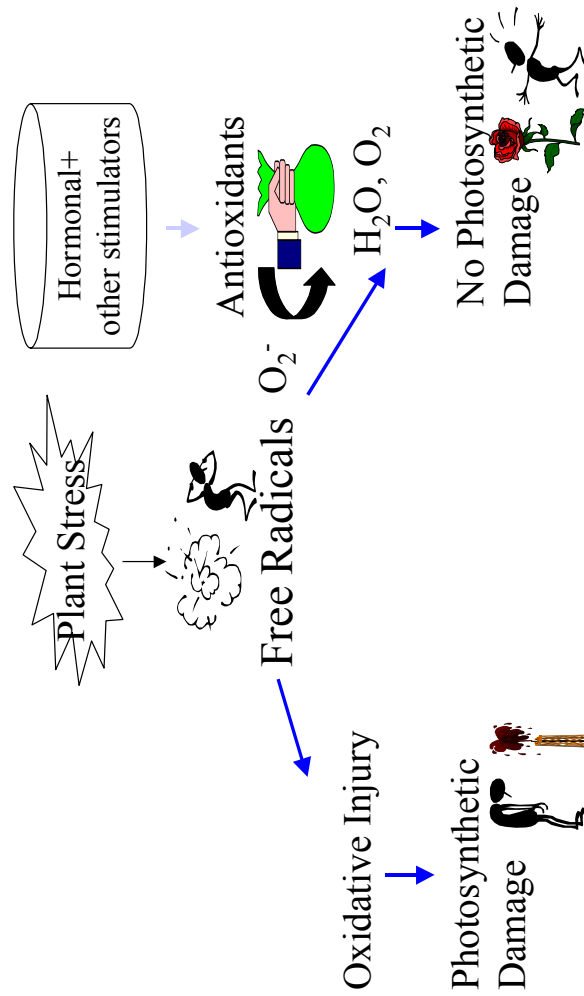 Plant Stress
Hormonal+
other stimulators
Free Radicals
O₂⁻
Antioxidants
H₂O, O₂
Oxidative Injury
Photosynthetic
Damage
No Photosynthetic
Damage